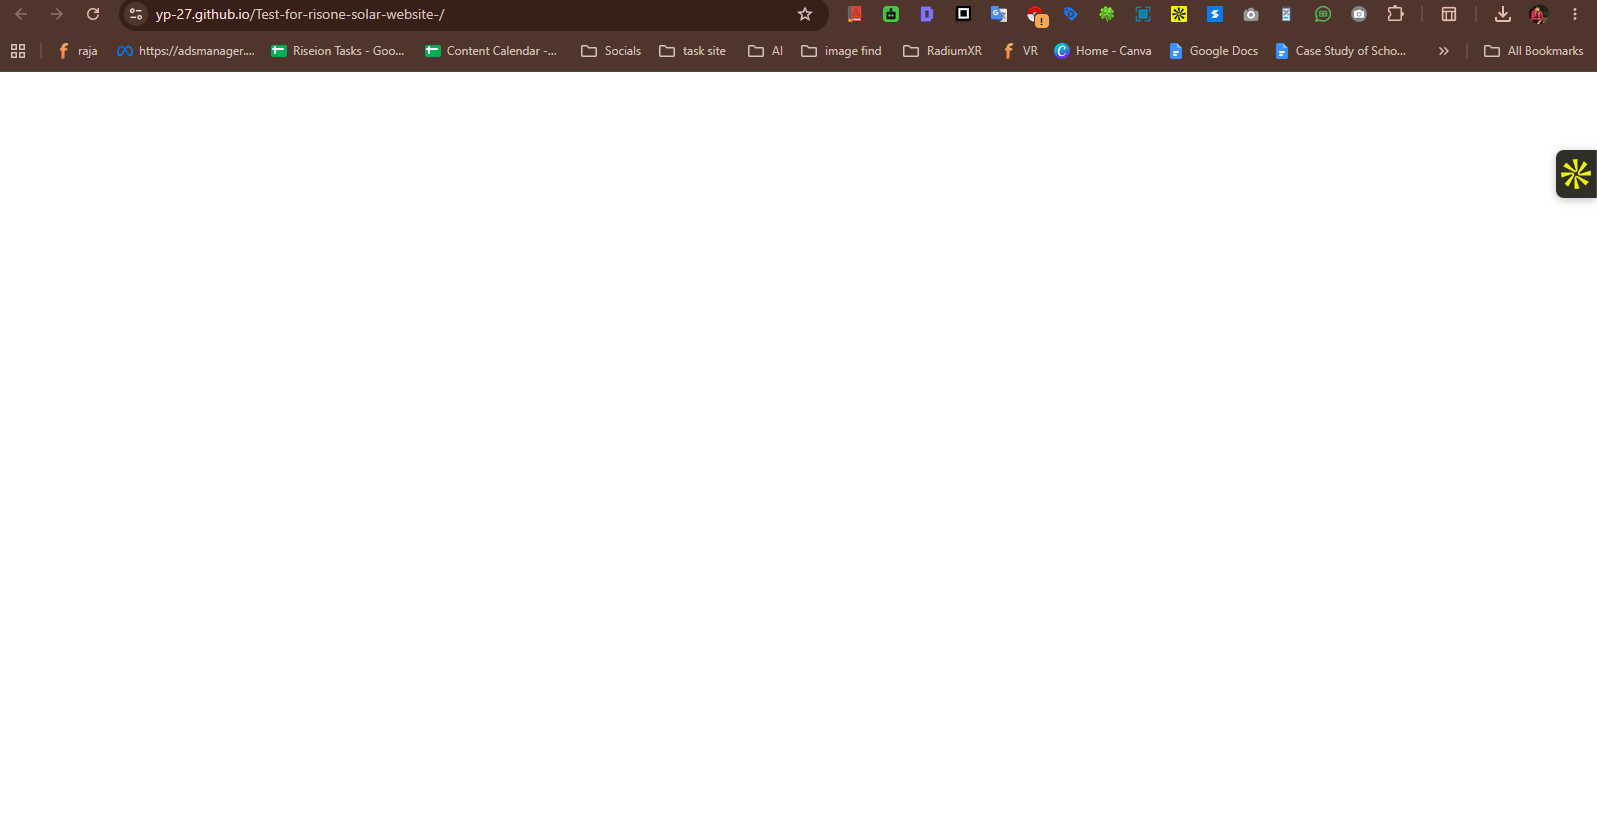 yp-27.github.io/Test-for-risone-solar-website-/
raja https://adsmanager.... Riseion Tasks - Goo... Content Calendar -... Socials task site AI image find RadiumXR VR Home - Canva Google Docs Case Study of Scho... » All Bookmarks